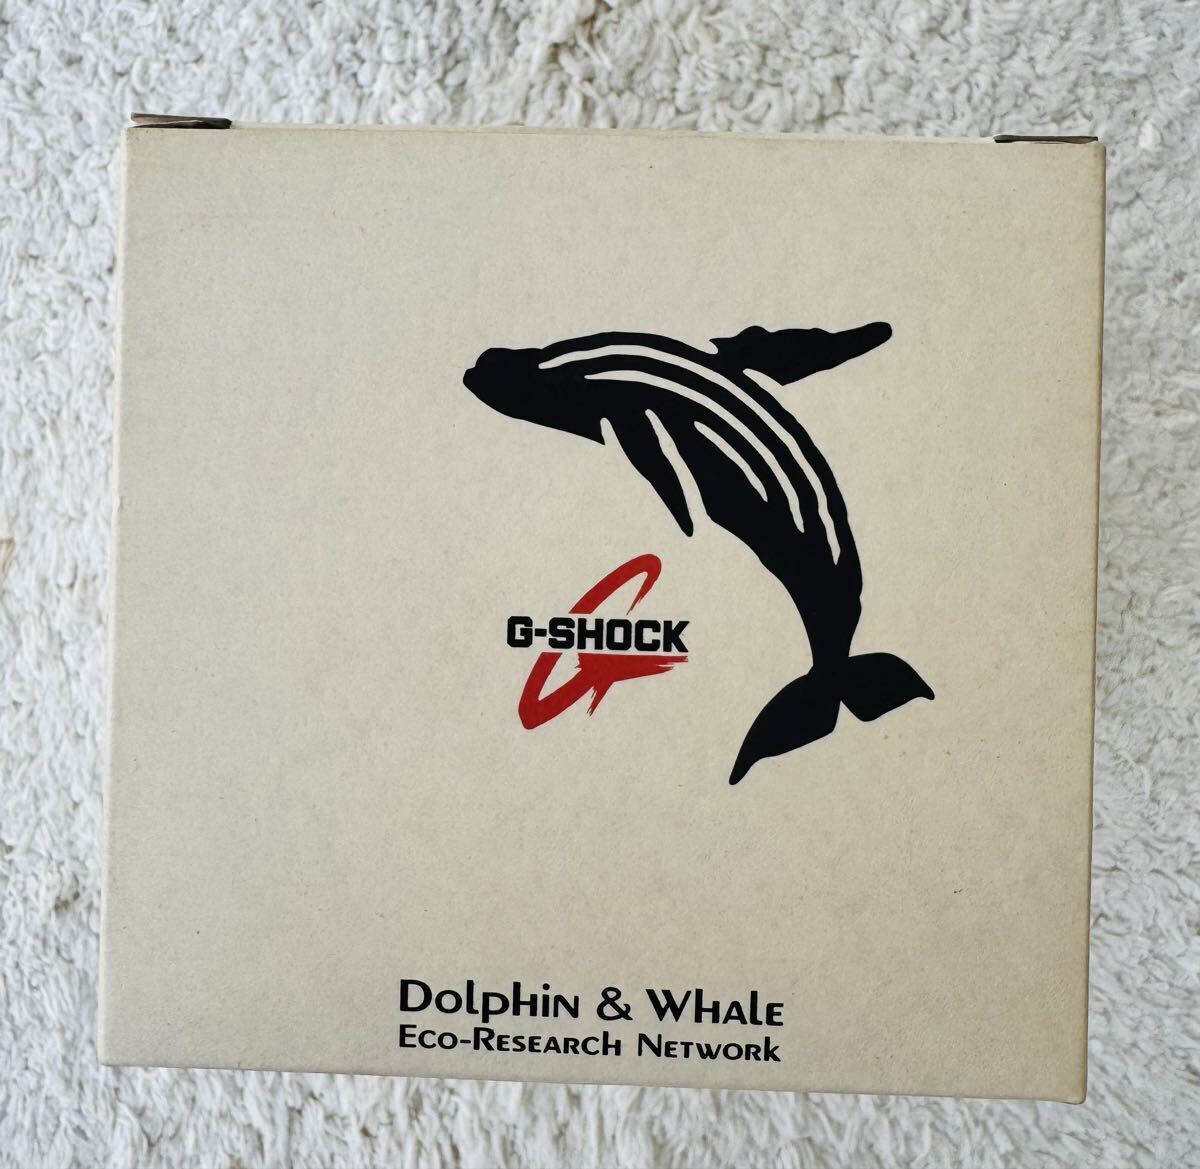 G-SHOCK
Dolphin & Whale
Eco-Research Network